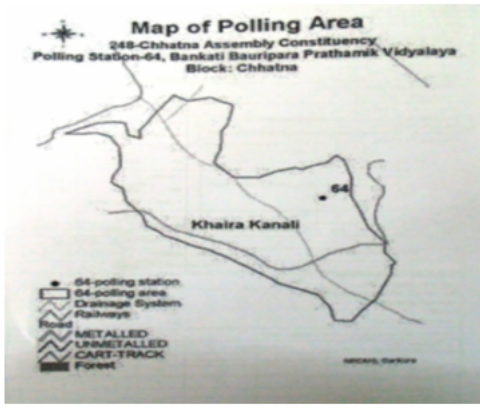 Map of Polling Area
248-Chhatna Assembly Constituency
Polling Station-64, Bankati Bauripara Prathamik Vidyalaya
Block: Chhatna
64
Khaira Kanali
64-polling station
64-polling area
Drainage System
Railways
Road
METALLED
UNMETALLED
CART-TRACK
Forest
Bankura